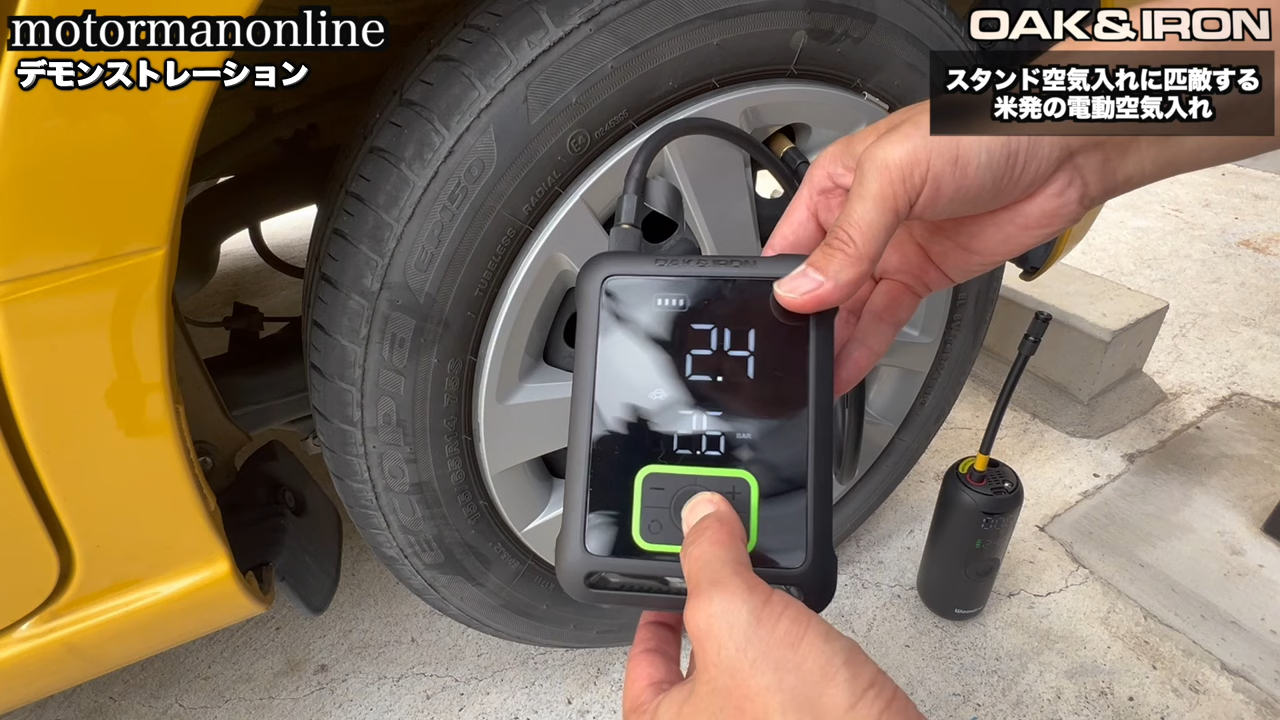 motormanonline
デモンストレーション
OAK&IRON
スタンド空気入れに匹敵する
米発の電動空気入れ
EP150
RADIAL
TUBELESS
ECOPIA
155/65R14 75S
E4
OAK&IRON
2.4
2.6
BAR